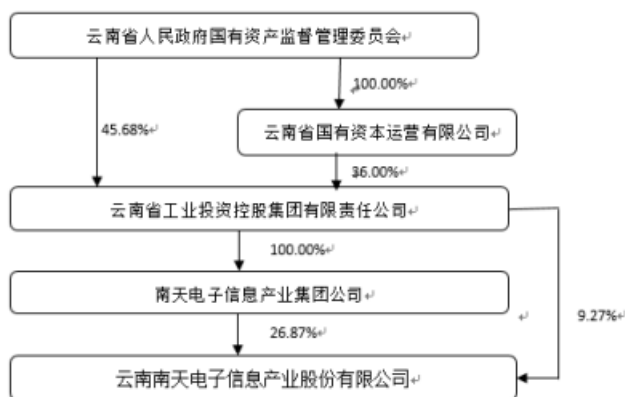 云南省人民政府国有资产监督管理委员会
100.00%
45.68%
云南省国有资本运营有限公司
36.00%
云南省工业投资控股集团有限责任公司
100.00%
南天电子信息产业集团公司
9.27%
26.87%
云南南天电子信息产业股份有限公司